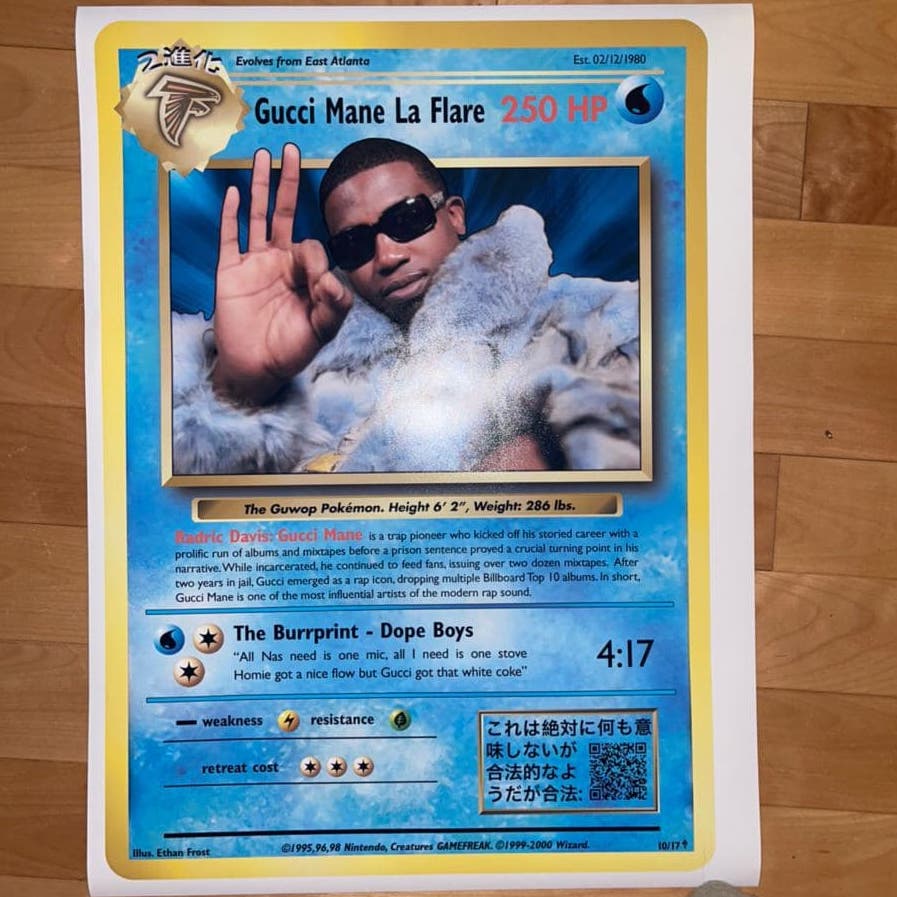 2進化
Evolves from East Atlanta
Est. 02/12/1980
Gucci Mane La Flare 250 HP
The Guwop Pokémon. Height 6' 2", Weight: 286 lbs.
Radric Davis: Gucci Mane is a trap pioneer who kicked off his storied career with a
prolific run of albums and mixtapes before a prison sentence proved a crucial turning point in his
narrative. While incarcerated, he continued to feed fans, issuing over two dozen mixtapes. After
two years in jail, Gucci emerged as a rap icon, dropping multiple Billboard Top 10 albums. In short,
Gucci Mane is one of the most influential artists of the modern rap sound.
The Burrprint - Dope Boys
4:17
"All Nas need is one mic, all I need is one stove
Homie got a nice flow but Gucci got that white coke"
weakness
resistance
retreat cost
これは絶対に何も意
味しないが
合法的なよ
うだが合法:
Illus. Ethan Frost
©1995,96,98 Nintendo, Creatures GAMEFREAK. ©1999-2000 Wizard.
10/17